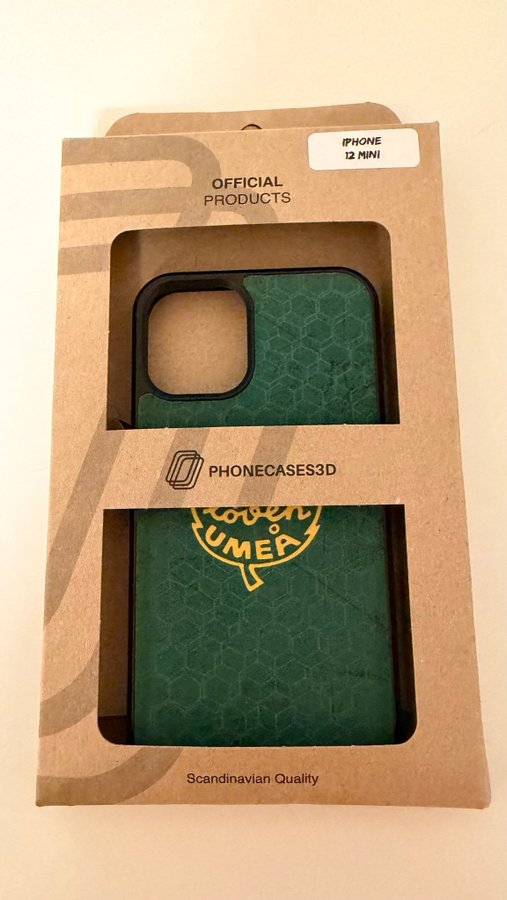 IPHONE
12 MINI
OFFICIAL
PRODUCTS
PHONECASES3D
löven
UMEÅ
Scandinavian Quality